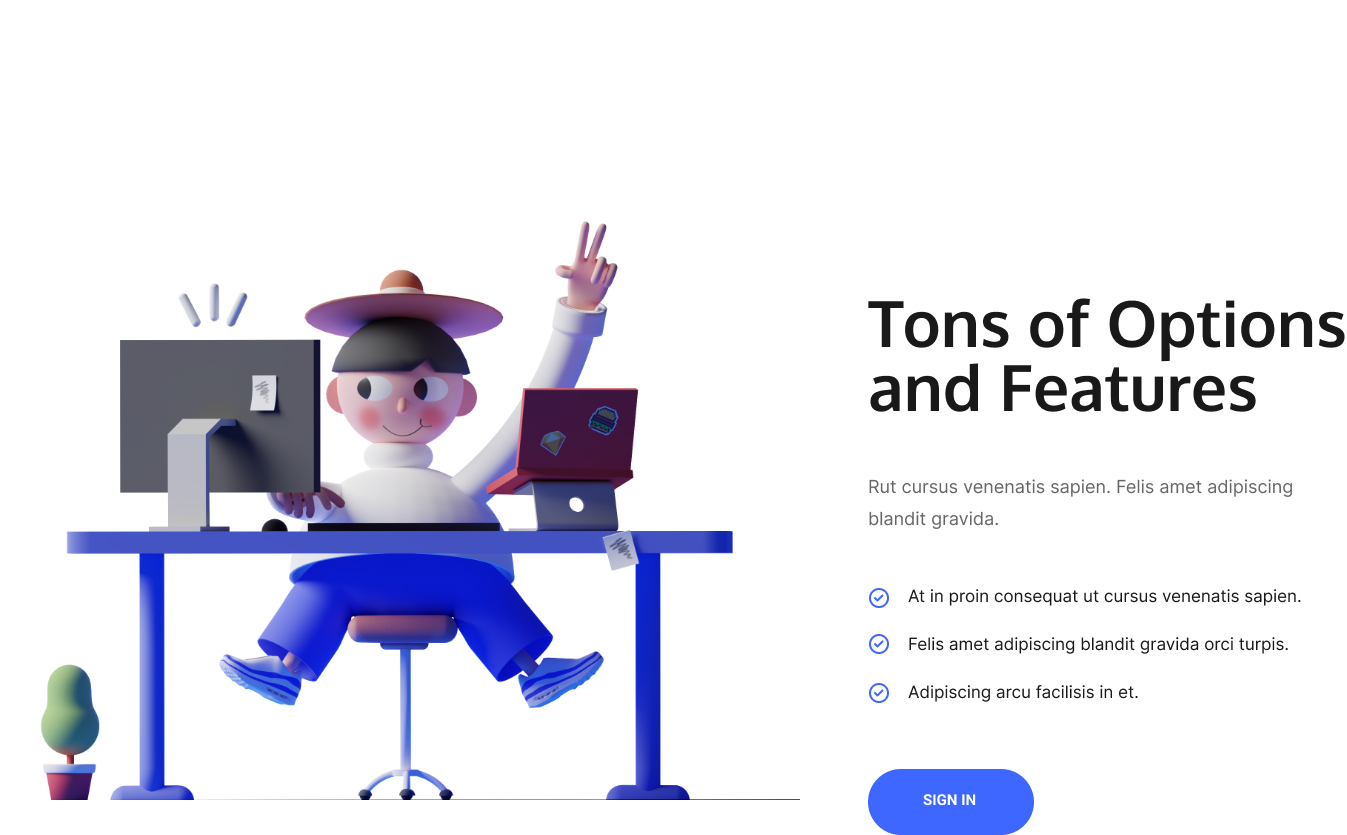 Tons of Options
and Features
Rut cursus venenatis sapien. Felis amet adipiscing
blandit gravida.
At in proin consequat ut cursus venenatis sapien.
Felis amet adipiscing blandit gravida orci turpis.
Adipiscing arcu facilisis in et.
SIGN IN